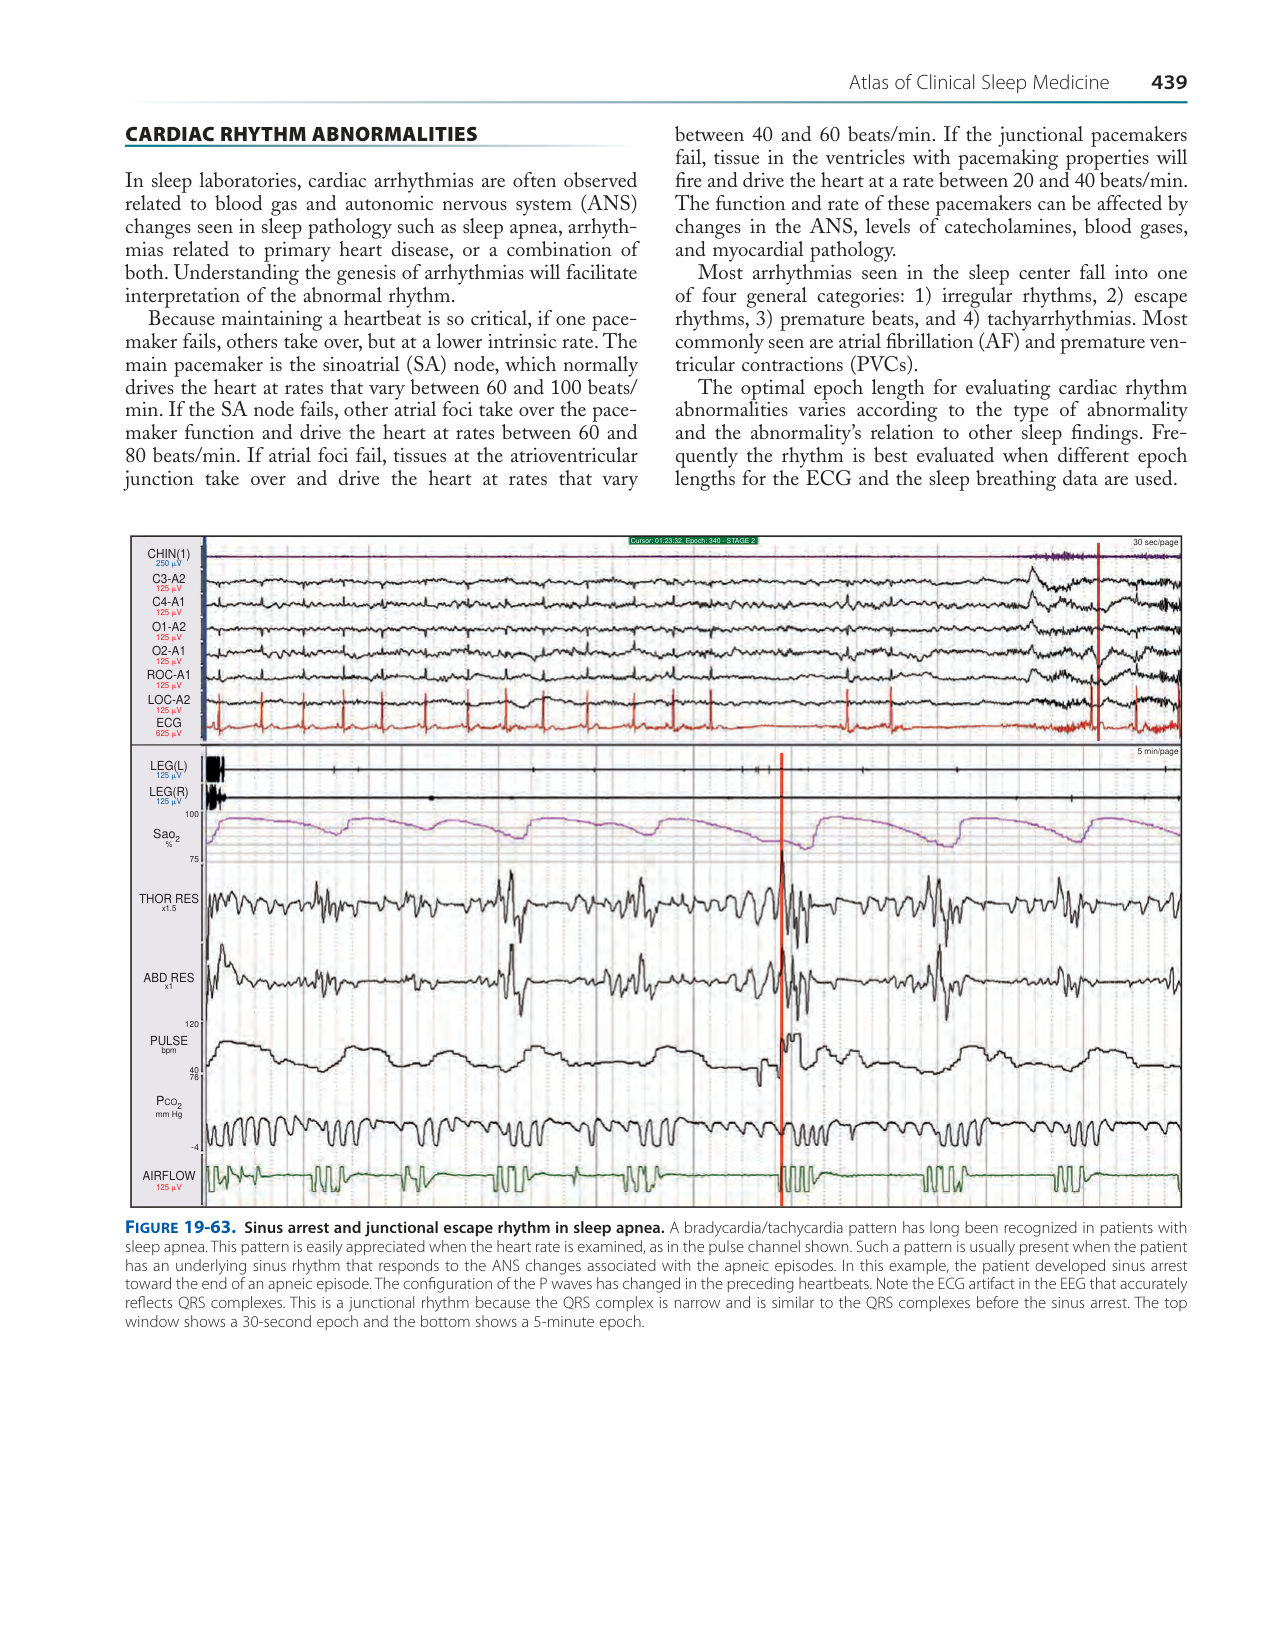 Atlas of Clinical Sleep Medicine 439
CARDIAC RHYTHM ABNORMALITIES
In sleep laboratories, cardiac arrhythmias are often observed
related to blood gas and autonomic nervous system (ANS)
changes seen in sleep pathology such as sleep apnea, arrhyth-
mias related to primary heart disease, or a combination of
both. Understanding the genesis of arrhythmias will facilitate
interpretation of the abnormal rhythm.
Because maintaining a heartbeat is so critical, if one pace-
maker fails, others take over, but at a lower intrinsic rate. The
main pacemaker is the sinoatrial (SA) node, which normally
drives the heart at rates that vary between 60 and 100 beats/
min. If the SA node fails, other atrial foci take over the pace-
maker function and drive the heart at rates between 60 and
80 beats/min. If atrial foci fail, tissues at the atrioventricular
junction take over and drive the heart at rates that vary
between 40 and 60 beats/min. If the junctional pacemakers
fail, tissue in the ventricles with pacemaking properties will
fire and drive the heart at a rate between 20 and 40 beats/min.
The function and rate of these pacemakers can be affected by
changes in the ANS, levels of catecholamines, blood gases,
and myocardial pathology.
Most arrhythmias seen in the sleep center fall into one
of four general categories: 1) irregular rhythms, 2) escape
rhythms, 3) premature beats, and 4) tachyarrhythmias. Most
commonly seen are atrial fibrillation (AF) and premature ven-
tricular contractions (PVCs).
The optimal epoch length for evaluating cardiac rhythm
abnormalities varies according to the type of abnormality
and the abnormality's relation to other sleep findings. Fre-
quently the rhythm is best evaluated when different epoch
lengths for the ECG and the sleep breathing data are used.
Cursor: 01:23:32, Epoch: 340 - STAGE 2
30 sec/page
CHIN(1)
250 µV
C3-A2
125 µV
C4-A1
125 µV
O1-A2
125 µV
O2-A1
125 µV
ROC-A1
125 µV
LOC-A2
125 µV
ECG
625 µV
5 min/page
LEG(L)
125 µV
LEG(R)
125 µV
100
Sao2
%
75
THOR RES
x1.5
ABD RES
x1
120
PULSE
bpm
40
76
PCO2
mm Hg
-4
AIRFLOW
125 µV
FIGURE 19-63. Sinus arrest and junctional escape rhythm in sleep apnea. A bradycardia/tachycardia pattern has long been recognized in patients with
sleep apnea. This pattern is easily appreciated when the heart rate is examined, as in the pulse channel shown. Such a pattern is usually present when the patient
has an underlying sinus rhythm that responds to the ANS changes associated with the apneic episodes. In this example, the patient developed sinus arrest
toward the end of an apneic episode. The configuration of the P waves has changed in the preceding heartbeats. Note the ECG artifact in the EEG that accurately
reflects QRS complexes. This is a junctional rhythm because the QRS complex is narrow and is similar to the QRS complexes before the sinus arrest. The top
window shows a 30-second epoch and the bottom shows a 5-minute epoch.